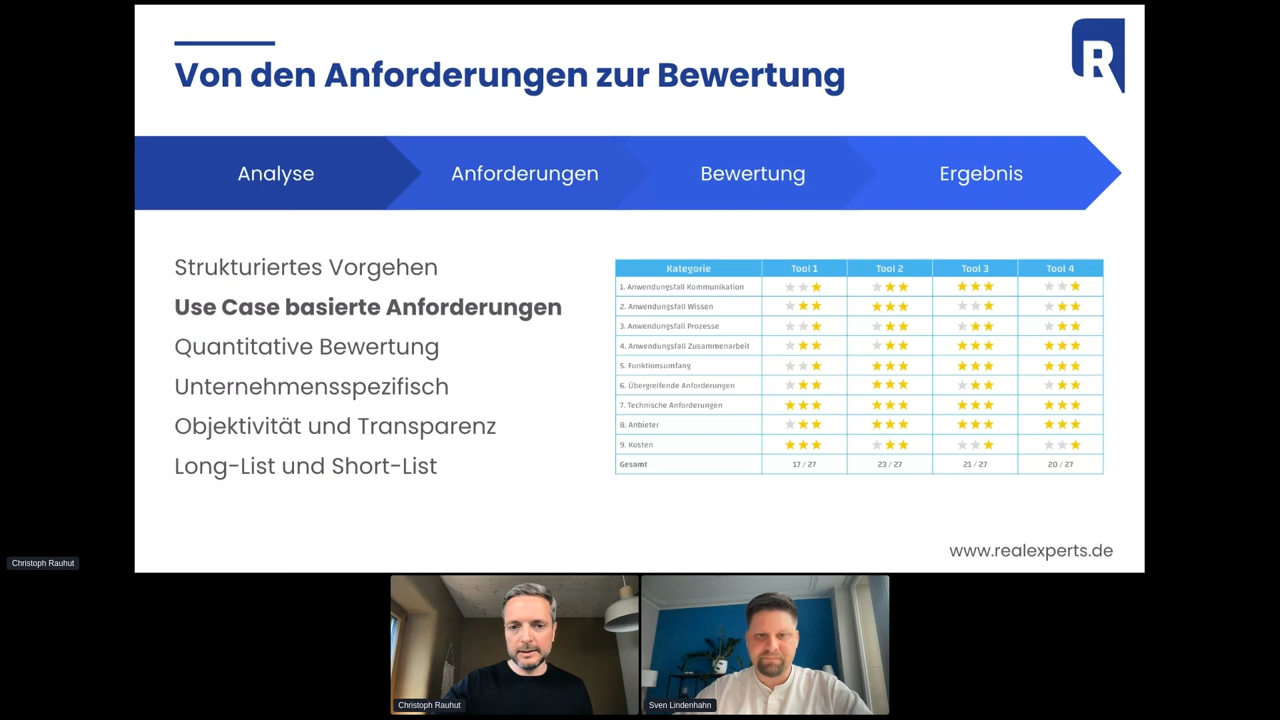 Von den Anforderungen zur Bewertung
R
Analyse
Anforderungen
Bewertung
Ergebnis
Strukturiertes Vorgehen
Use Case basierte Anforderungen
Quantitative Bewertung
Unternehmensspezifisch
Objektivität und Transparenz
Long-List und Short-List
Kategorie Tool 1 Tool 2 Tool 3 Tool 4
1. Anwendungsfall Kommunikation
2. Anwendungsfall Wissen
3. Anwendungsfall Prozesse
4. Anwendungsfall Zusammenarbeit
5. Funktionsumfang
6. Übergreifende Anforderungen
7. Technische Anforderungen
8. Anbieter
9. Kosten
Gesamt 17 / 27 23 / 27 21 / 27 20 / 27
www.realexperts.de
Christoph Rauhut
Christoph Rauhut
Sven Lindenhahn